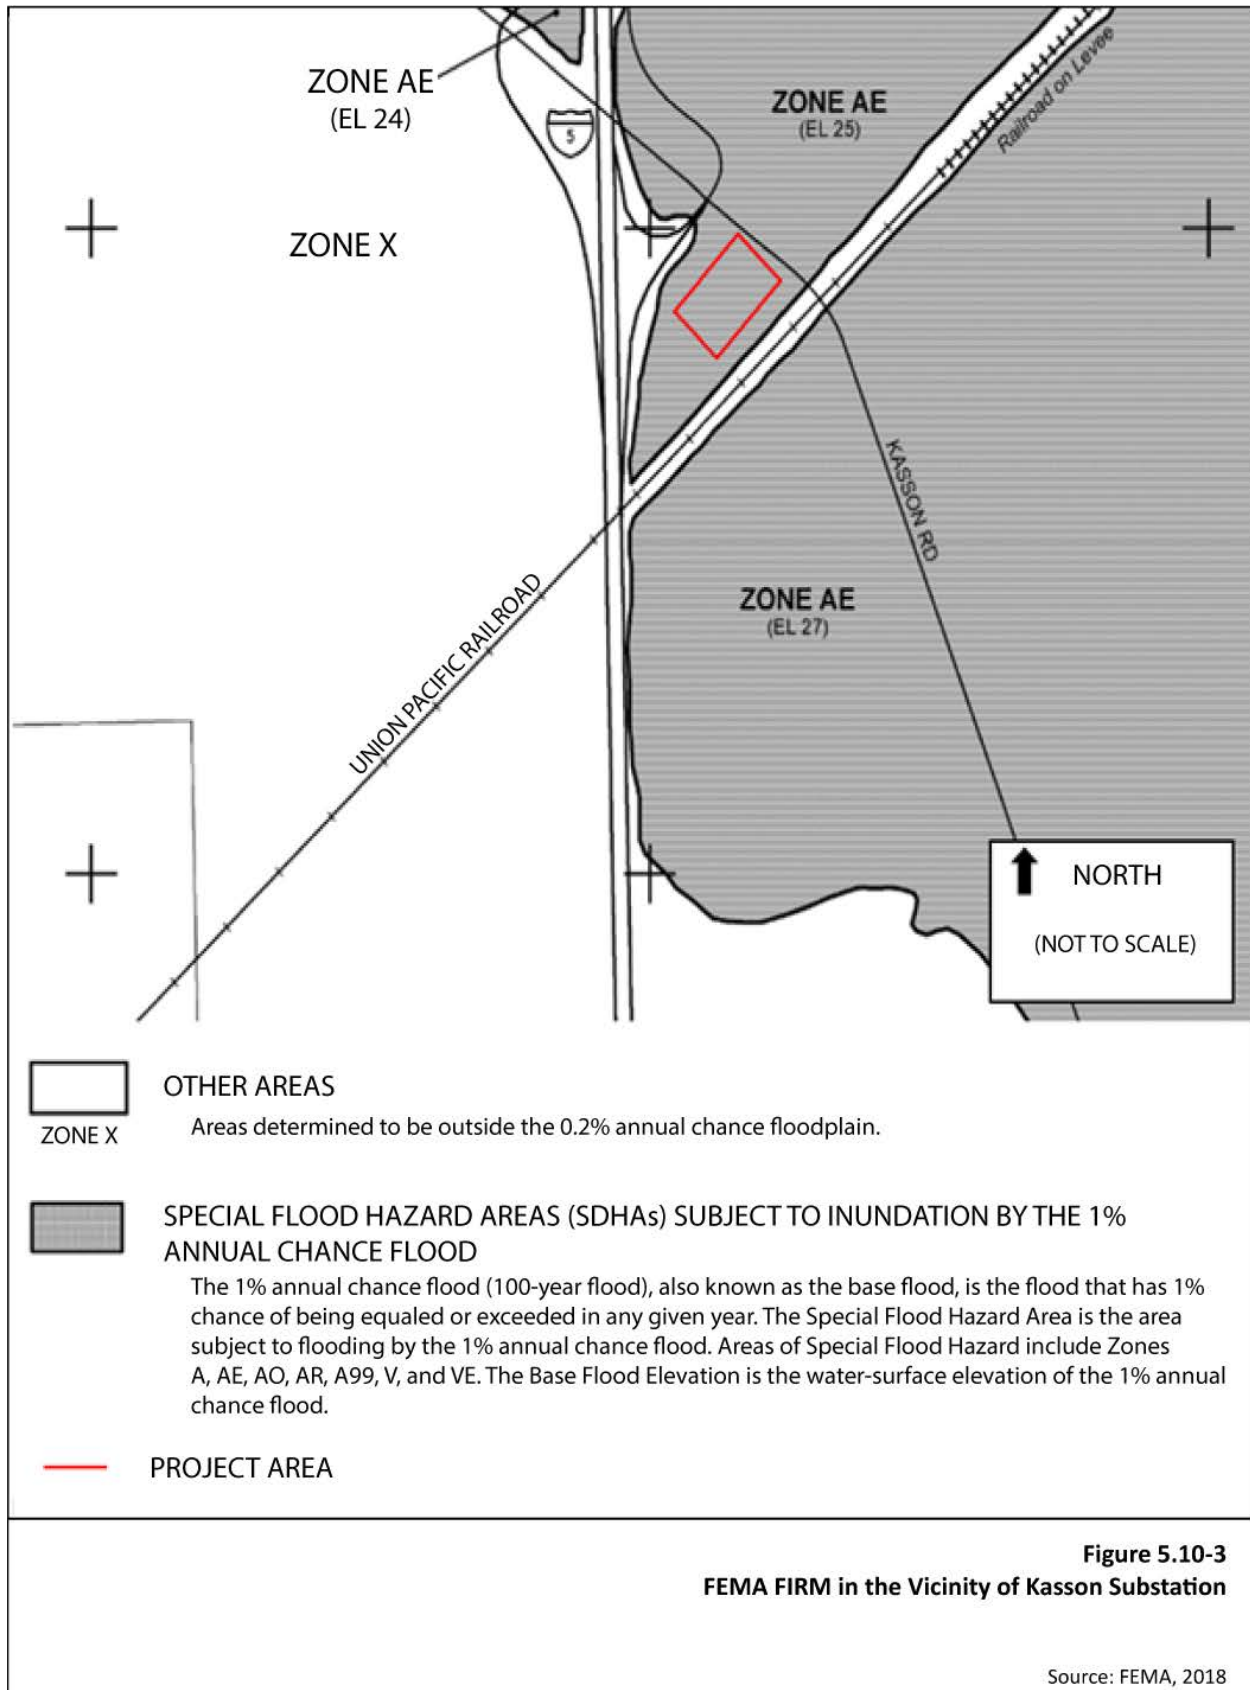 ZONE AE
(EL 24)
5
ZONE AE
(EL 25)
Railroad on Levee
ZONE X
KASSON RD
ZONE AE
(EL 27)
UNION PACIFIC RAILROAD
NORTH
(NOT TO SCALE)
OTHER AREAS
ZONE X
Areas determined to be outside the 0.2% annual chance floodplain.
SPECIAL FLOOD HAZARD AREAS (SDHAs) SUBJECT TO INUNDATION BY THE 1%
ANNUAL CHANCE FLOOD
The 1% annual chance flood (100-year flood), also known as the base flood, is the flood that has 1%
chance of being equaled or exceeded in any given year. The Special Flood Hazard Area is the area
subject to flooding by the 1% annual chance flood. Areas of Special Flood Hazard include Zones
A, AE, AO, AR, A99, V, and VE. The Base Flood Elevation is the water-surface elevation of the 1% annual
chance flood.
PROJECT AREA
Figure 5.10-3
FEMA FIRM in the Vicinity of Kasson Substation
Source: FEMA, 2018